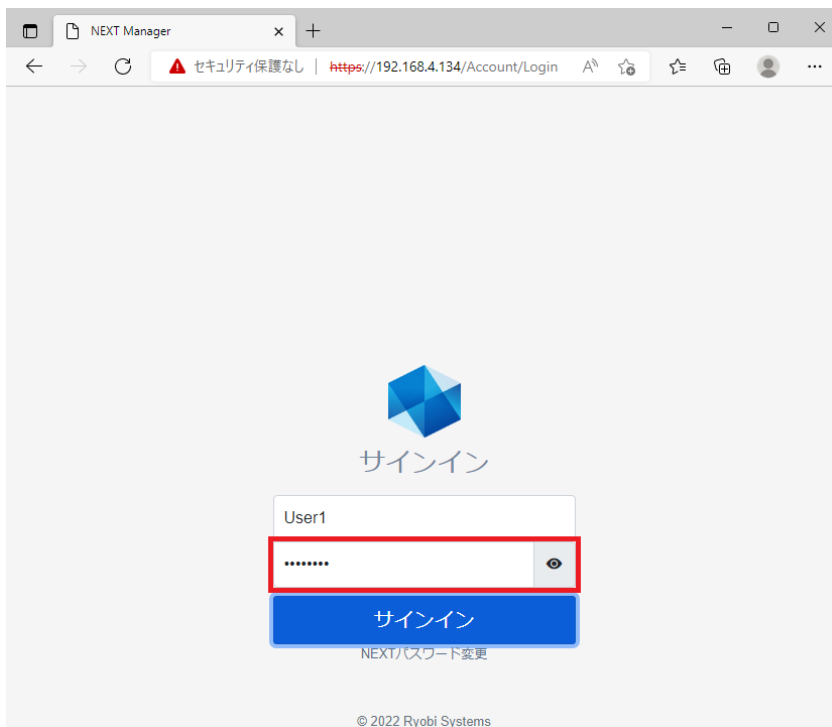 NEXT Manager
セキュリティ保護なし | https://192.168.4.134/Account/Login
サインイン
User1
••••••••
サインイン
NEXTパスワード変更
© 2022 Ryobi Systems